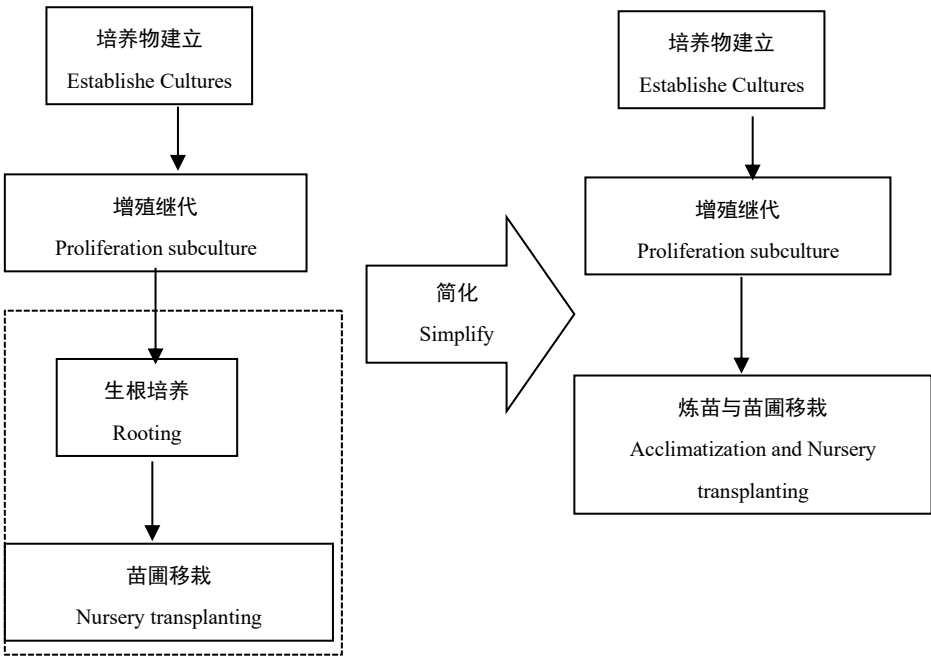 培养物建立
Establishe Cultures
增殖继代
Proliferation subculture
生根培养
Rooting
苗圃移栽
Nursery transplanting
简化
Simplify
培养物建立
Establishe Cultures
增殖继代
Proliferation subculture
炼苗与苗圃移栽
Acclimatization and Nursery
transplanting